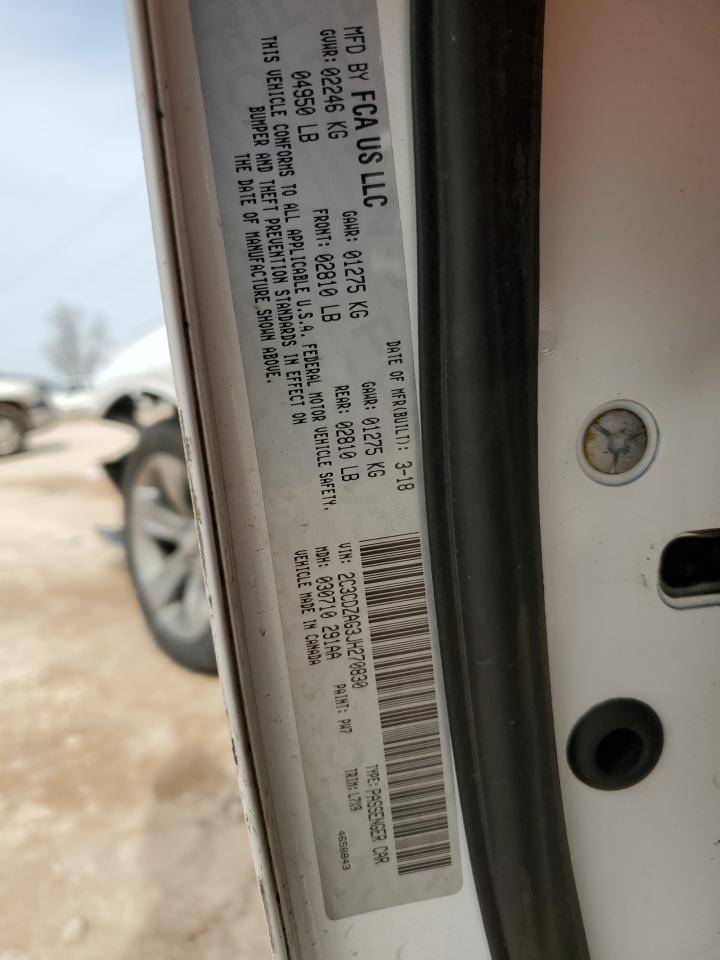 MFD BY FCA US LLC
DATE OF MFR(BUILT): 3-18
GVWR: 02246 KG
GAWR: 01275 KG
GAWR: 01275 KG
04950 LB
FRONT: 02810 LB
REAR: 02810 LB
THIS VEHICLE CONFORMS TO ALL APPLICABLE U.S.A. FEDERAL MOTOR VEHICLE SAFETY,
BUMPER AND THEFT PREVENTION STANDARDS IN EFFECT ON
THE DATE OF MANUFACTURE SHOWN ABOVE.
VIN: 2C3CDZAG3JH270830
TYPE: PASSENGER CAR
MDH: 030710 291AA
PAINT: PW7
TRIM: L7X9
VEHICLE MADE IN CANADA
4658843